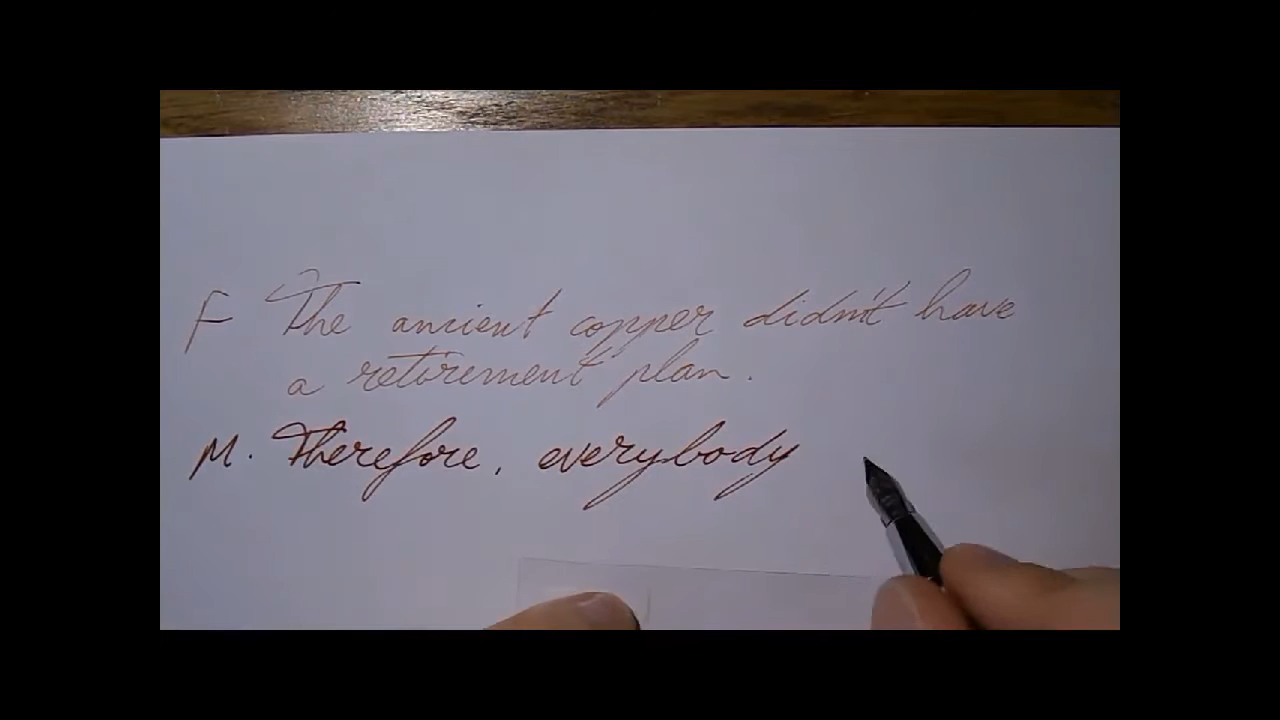 F The ancient copper didn't have
a retirement plan.
M. Therefore, everybody